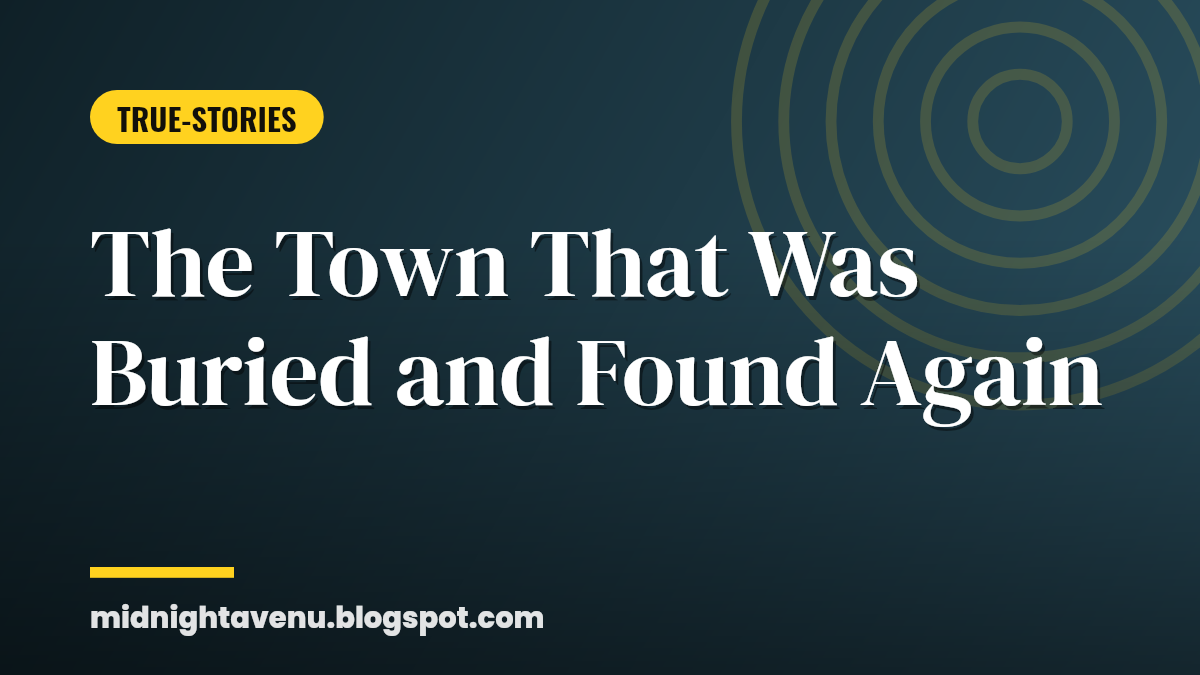 TRUE-STORIES
The Town That Was
Buried and Found Again
midnightavenu.blogspot.com